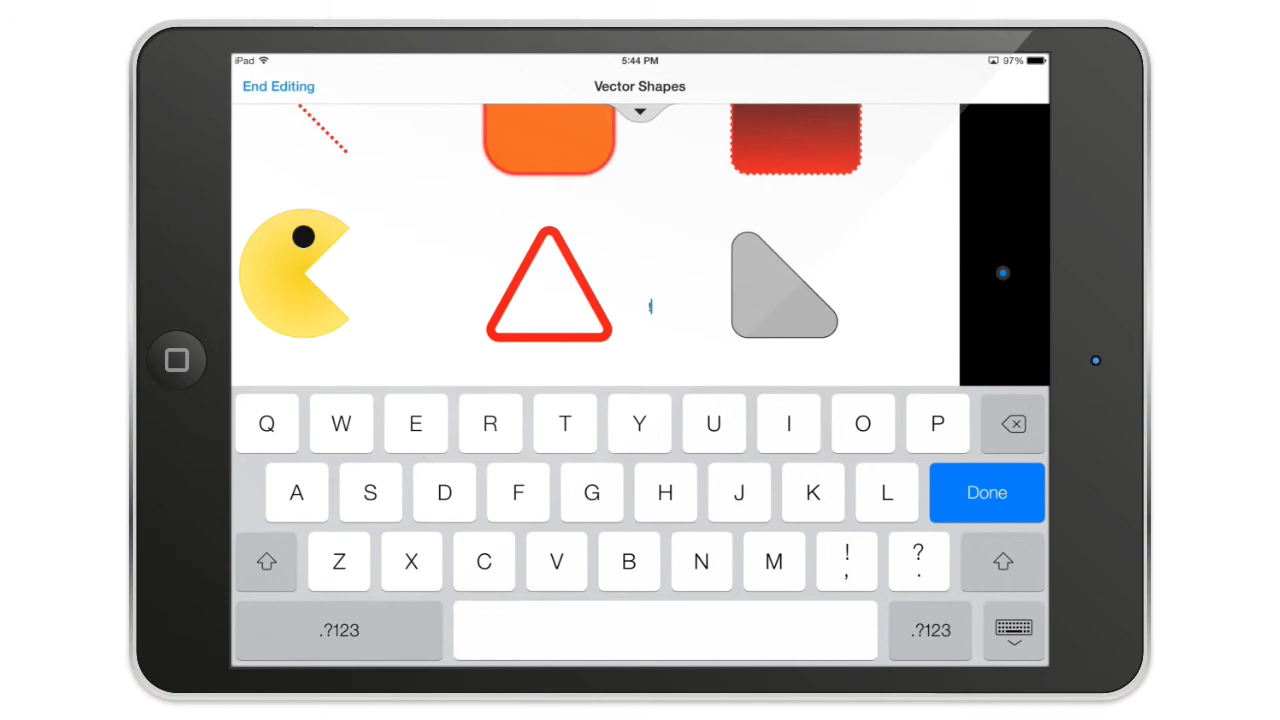 iPad 5:44 PM 97%
End Editing Vector Shapes
Q W E R T Y U I O P
A S D F G H J K L Done
Z X C V B N M ! , ? .
.?123 .?123